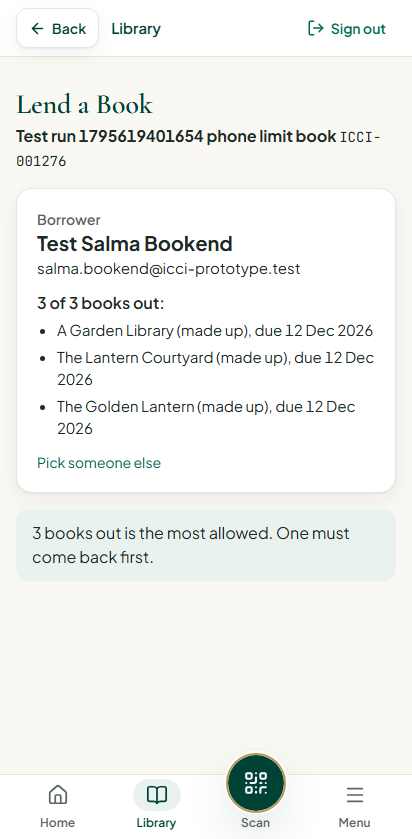 Back
Library
Sign out
Lend a Book
Test run 1795619401654 phone limit book ICCI-
001276
Borrower
Test Salma Bookend
salma.bookend@icci-prototype.test
3 of 3 books out:
A Garden Library (made up), due 12 Dec 2026
The Lantern Courtyard (made up), due 12 Dec
2026
The Golden Lantern (made up), due 12 Dec
2026
Pick someone else
3 books out is the most allowed. One must
come back first.
Home
Library
Scan
Menu